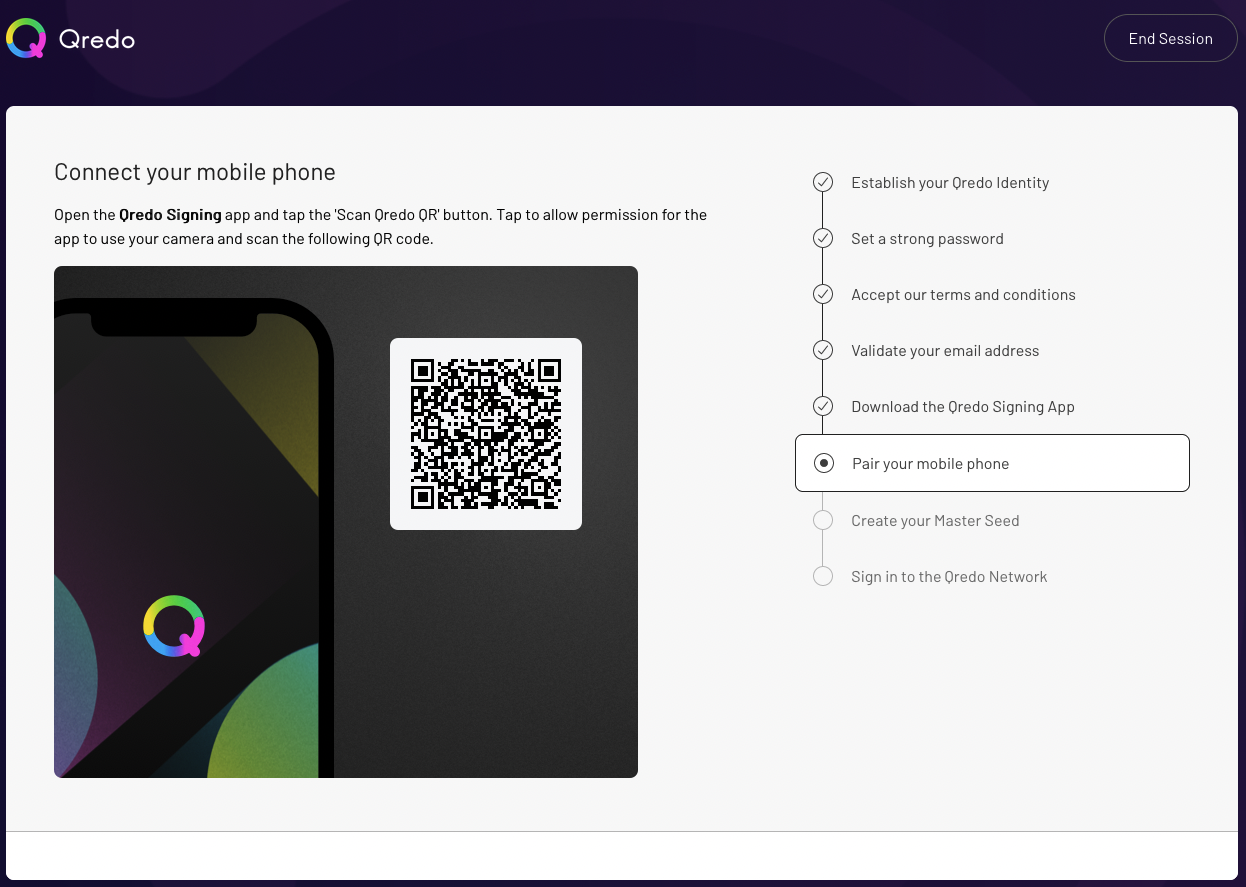 Qredo
End Session
Connect your mobile phone
Open the Qredo Signing app and tap the 'Scan Qredo QR' button. Tap to allow permission for the
app to use your camera and scan the following QR code.
Establish your Qredo Identity
Set a strong password
Accept our terms and conditions
Validate your email address
Download the Qredo Signing App
Pair your mobile phone
Create your Master Seed
Sign in to the Qredo Network